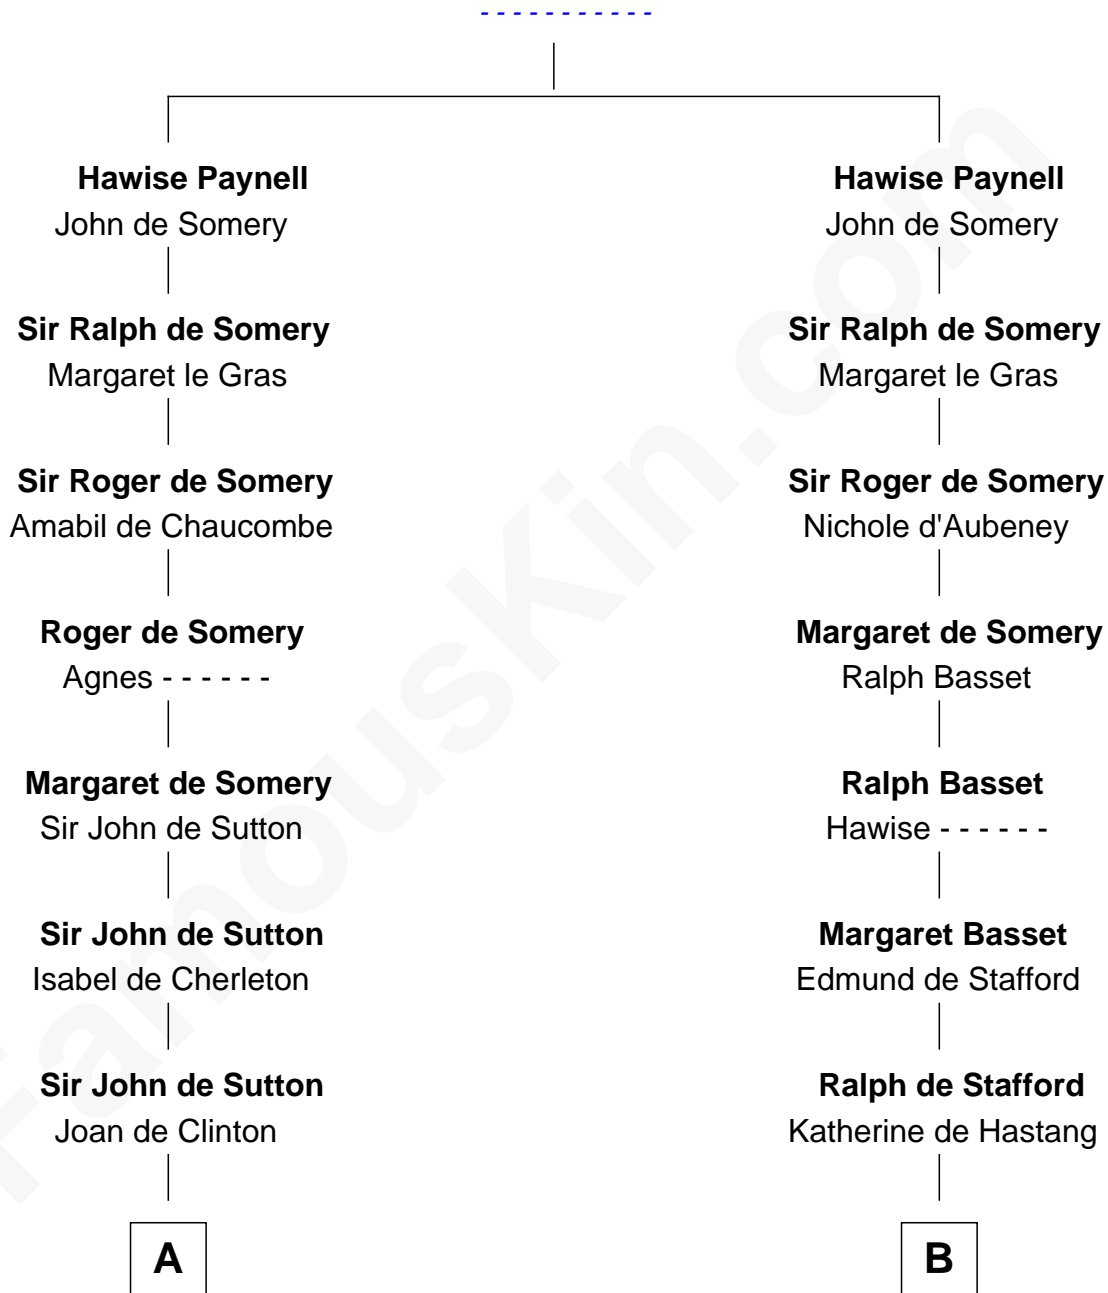 - - - - - - - - - - -
Hawise Paynell
John de Somery
Sir Ralph de Somery
Margaret le Gras
Sir Roger de Somery
Amabil de Chaucombe
Roger de Somery
Agnes - - - - - -
Margaret de Somery
Sir John de Sutton
Sir John de Sutton
Isabel de Cherleton
Sir John de Sutton
Joan de Clinton
A
Hawise Paynell
John de Somery
Sir Ralph de Somery
Margaret le Gras
Sir Roger de Somery
Nichole d'Aubeney
Margaret de Somery
Ralph Basset
Ralph Basset
Hawise - - - - - -
Margaret Basset
Edmund de Stafford
Ralph de Stafford
Katherine de Hastang
B
FamousKin.com